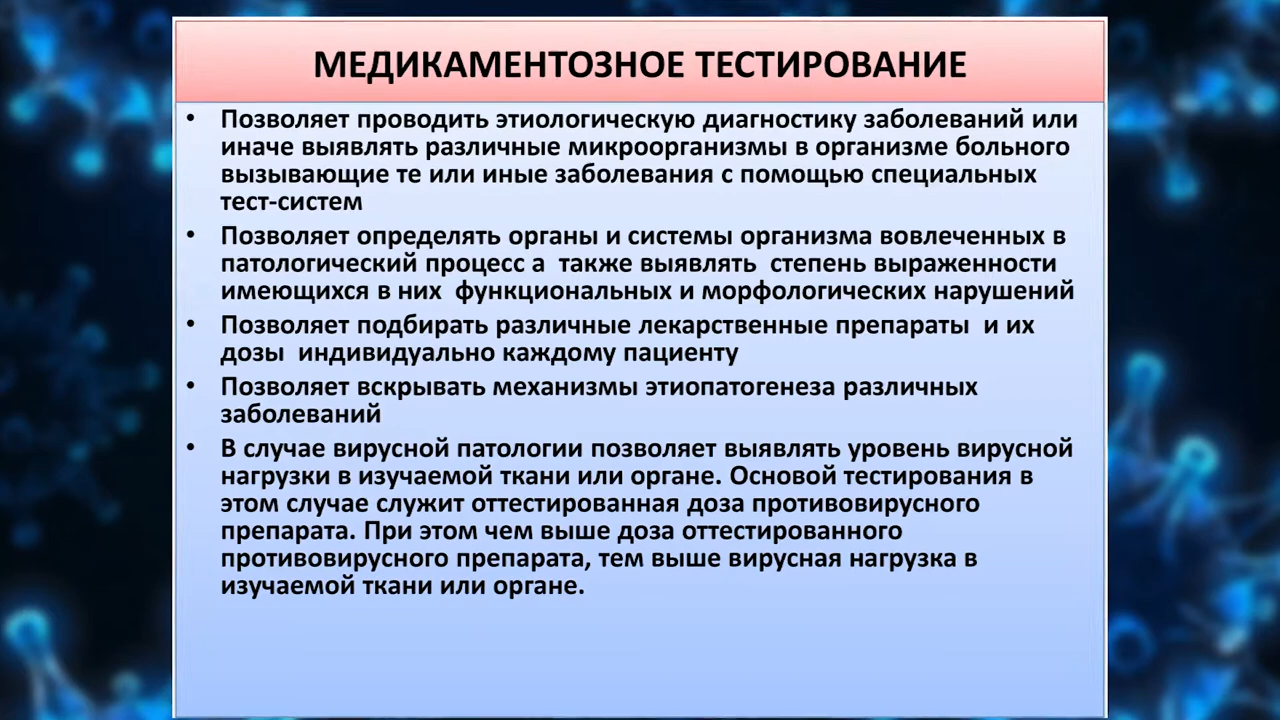 МЕДИКАМЕНТОЗНОЕ ТЕСТИРОВАНИЕ
• Позволяет проводить этиологическую диагностику заболеваний или
иначе выявлять различные микроорганизмы в организме больного
вызывающие те или иные заболевания с помощью специальных
тест-систем
• Позволяет определять органы и системы организма вовлеченных в
патологический процесс а также выявлять степень выраженности
имеющихся в них функциональных и морфологических нарушений
• Позволяет подбирать различные лекарственные препараты и их
дозы индивидуально каждому пациенту
• Позволяет вскрывать механизмы этиопатогенеза различных
заболеваний
• В случае вирусной патологии позволяет выявлять уровень вирусной
нагрузки в изучаемой ткани или органе. Основой тестирования в
этом случае служит оттестированная доза противовирусного
препарата. При этом чем выше доза оттестированного
противовирусного препарата, тем выше вирусная нагрузка в
изучаемой ткани или органе.